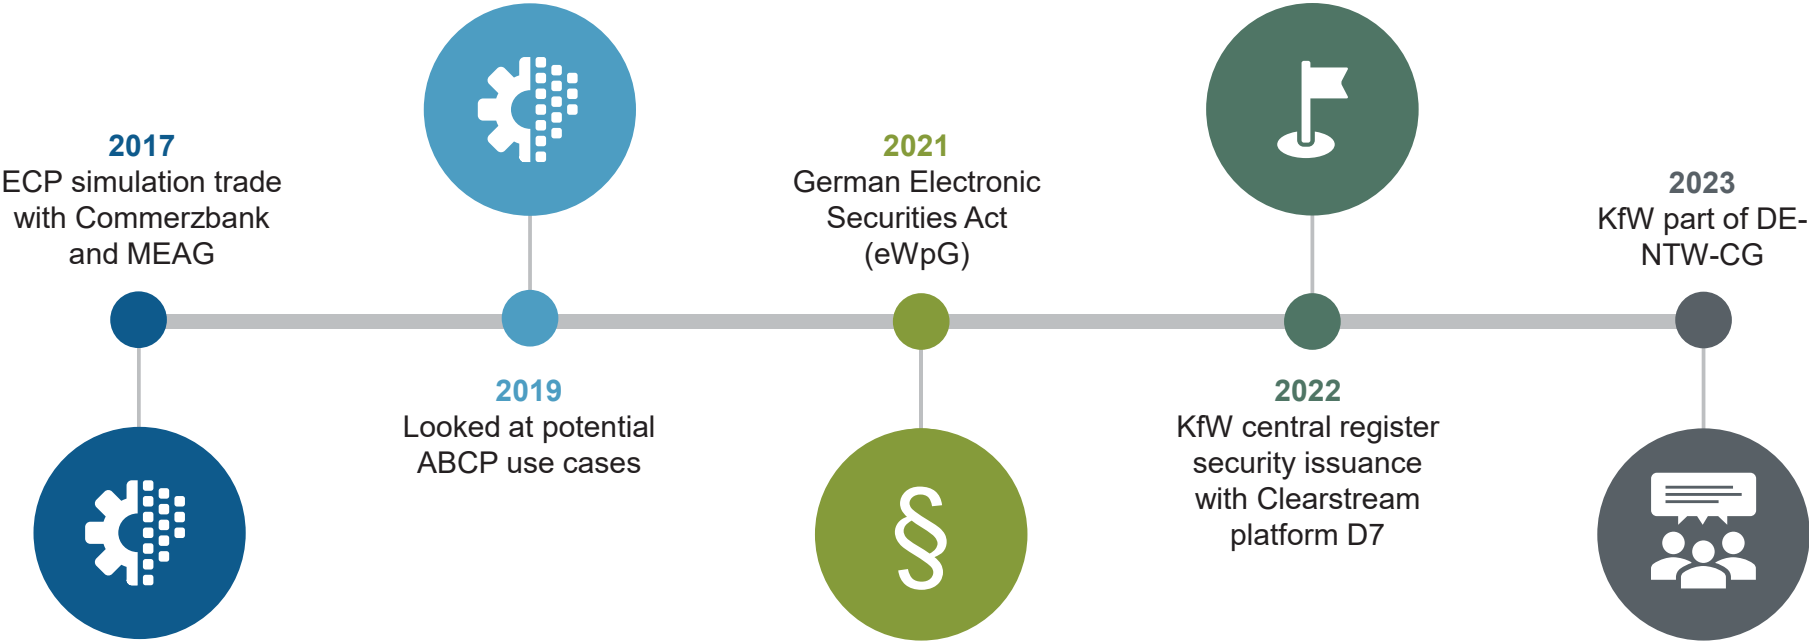 2017
ECP simulation trade
with Commerzbank
and MEAG
2019
Looked at potential
ABCP use cases
2021
German Electronic
Securities Act
(eWpG)
§
2022
KfW central register
security issuance
with Clearstream
platform D7
2023
KfW part of DE-
NTW-CG